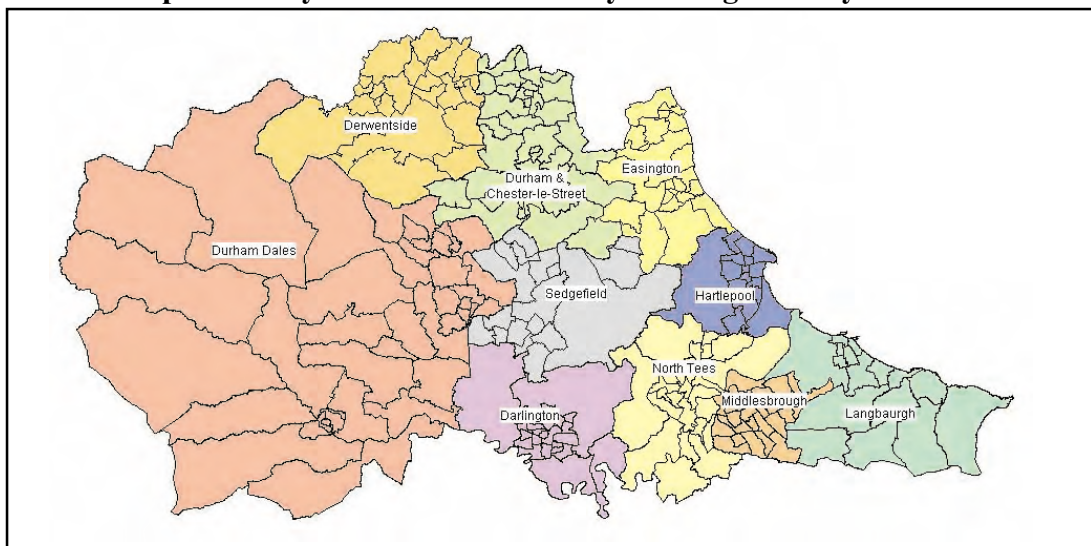 Derwentside
Durham &
Chester-le-Street
Easington
Durham Dales
Sedgefield
Hartlepool
North Tees
Middlesbrough
Darlington
Langbaurgh